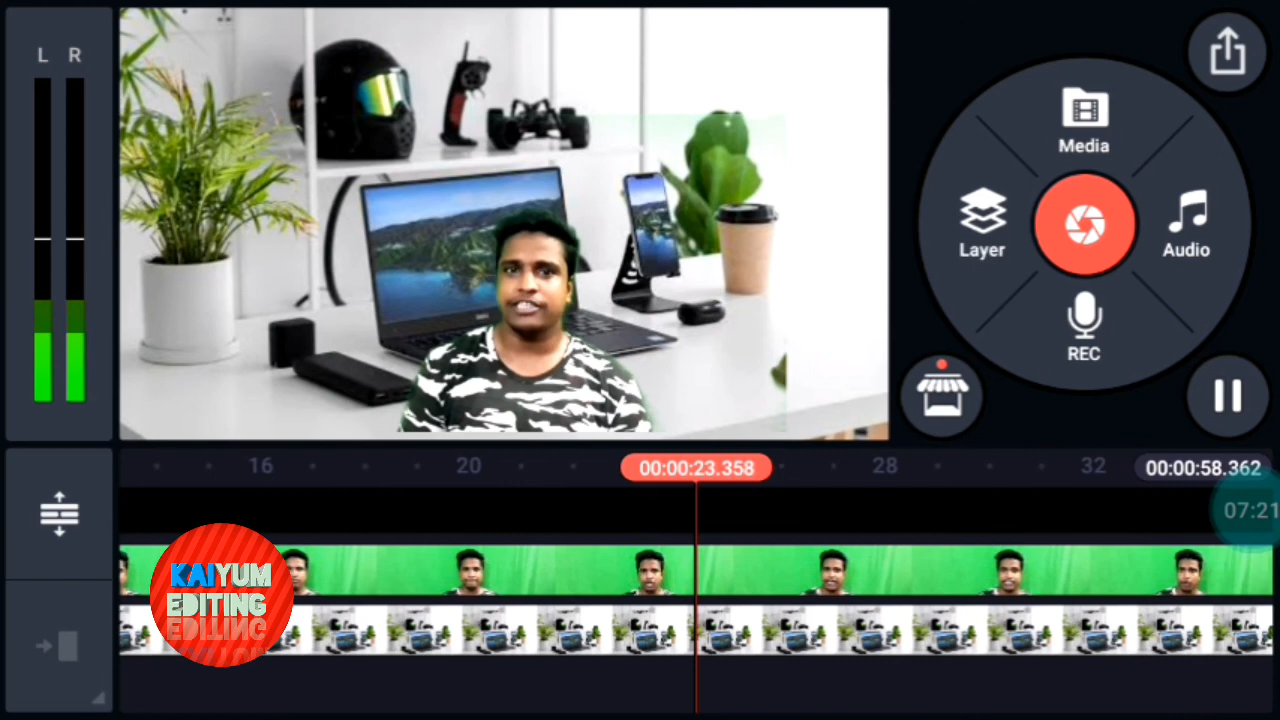 L R
Media
Layer
Audio
REC
16
20
00:00:23.358
28
32
00:00:58.362
07:21
KAIYUM
EDITING